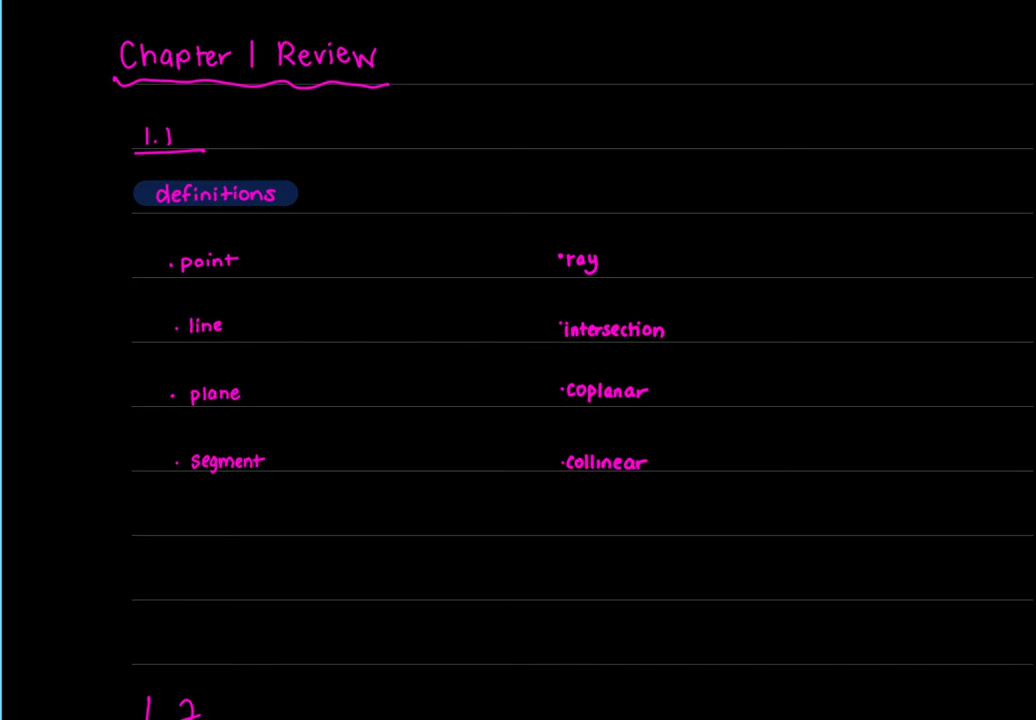 Chapter 1 Review
1.1
definitions
· point
· line
· plane
· segment
· ray
· intersection
· coplanar
· collinear